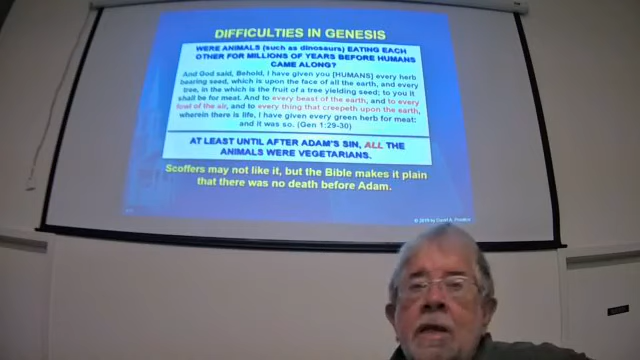 DIFFICULTIES IN GENESIS
WERE ANIMALS (such as dinosaurs) EATING EACH
OTHER FOR MILLIONS OF YEARS BEFORE HUMANS
CAME ALONG?
And God said, Behold, I have given you [HUMANS] every herb
bearing seed, which is upon the face of all the earth, and every
tree, in the which is the fruit of a tree yielding seed; to you it
shall be for meat. And to every beast of the earth, and to every
fowl of the air, and to every thing that creepeth upon the earth,
wherein there is life, I have given every green herb for meat:
and it was so. (Gen 1:29-30)
AT LEAST UNTIL AFTER ADAM'S SIN, ALL THE
ANIMALS WERE VEGETARIANS.
Scoffers may not like it, but the Bible makes it plain
that there was no death before Adam.